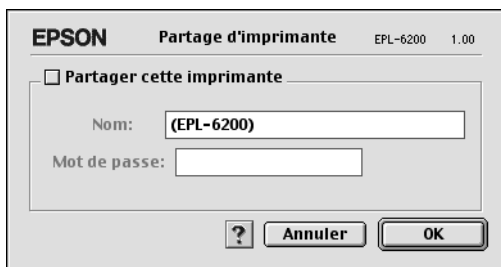 EPSON Partage d'imprimante EPL-6200 1.00
Partager cette imprimante
Nom: (EPL-6200)
Mot de passe:
? Annuler OK